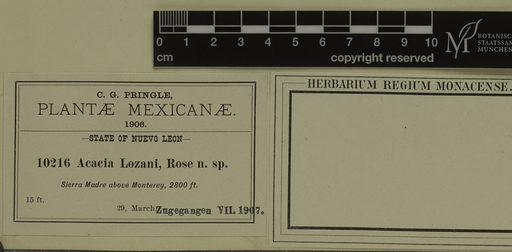 0 1 2 3 4 5 6 7 8 9 10
cm
copyright reserved
BOTANISC
STAATSSAM
MÜNCHEN
C. G. PRINGLE,
PLANTÆ MEXICANÆ.
1906.
—STATE OF NUEVO LEON—
10216 Acacia Lozani, Rose n. sp.
Sierra Madre above Monterey, 2800 ft.
15 ft.
29, March Zugegangen VII. 1907.
HERBARIUM REGIUM MONACENSE.